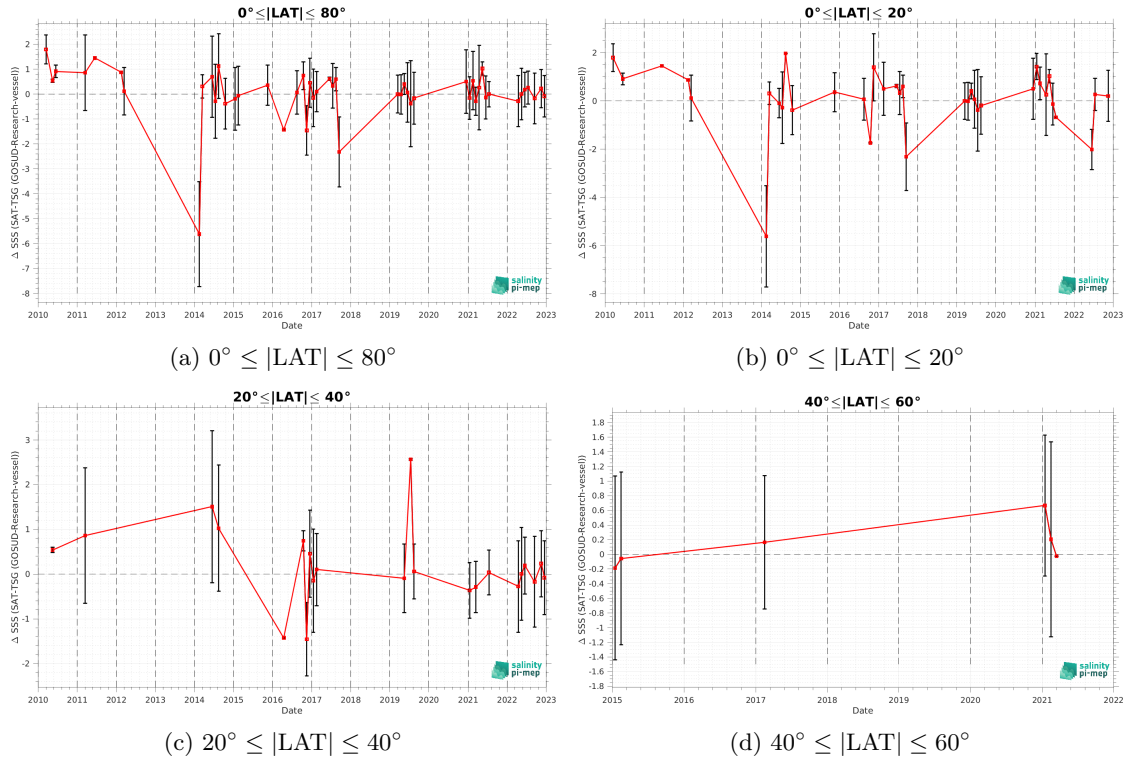 0°≤|LAT|≤ 80°
Δ SSS (SAT-TSG (GOSUD-Research-vessel))
2
1
0
-1
-2
-3
-4
-5
-6
-7
-8
2010 2011 2012 2013 2014 2015 2016 2017 2018 2019 2020 2021 2022 2023
Date
salinity
pi-mep
(a) 0° ≤ |LAT| ≤ 80°
0°≤|LAT|≤ 20°
Δ SSS (SAT-TSG (GOSUD-Research-vessel))
2
0
-2
-4
-6
-8
2010 2011 2012 2013 2014 2015 2016 2017 2018 2019 2020 2021 2022 2023
Date
salinity
pi-mep
(b) 0° ≤ |LAT| ≤ 20°
20°≤|LAT|≤ 40°
Δ SSS (SAT-TSG (GOSUD-Research-vessel))
3
2
1
0
-1
-2
2010 2011 2012 2013 2014 2015 2016 2017 2018 2019 2020 2021 2022 2023
Date
salinity
pi-mep
(c) 20° ≤ |LAT| ≤ 40°
40°≤|LAT|≤ 60°
Δ SSS (SAT-TSG (GOSUD-Research-vessel))
1.8
1.6
1.4
1.2
1
0.8
0.6
0.4
0.2
0
-0.2
-0.4
-0.6
-0.8
-1
-1.2
-1.4
-1.6
-1.8
2015 2016 2017 2018 2019 2020 2021 2022
Date
salinity
pi-mep
(d) 40° ≤ |LAT| ≤ 60°